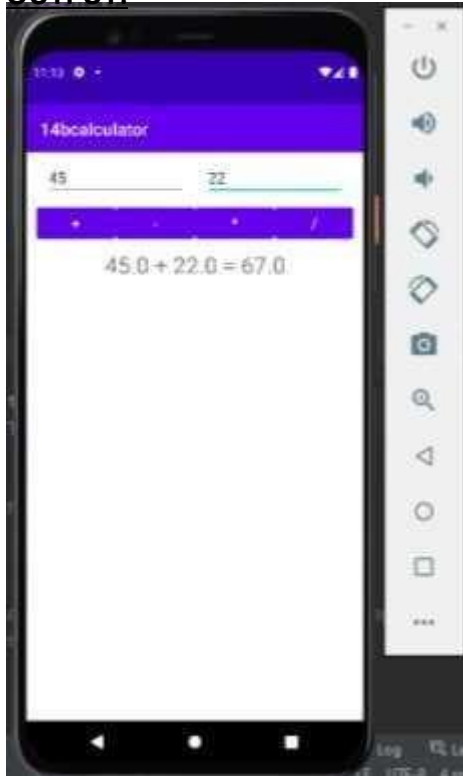 11:13
14bcalculator
45 22
+ - * /
45.0 + 22.0 = 67.0
Log